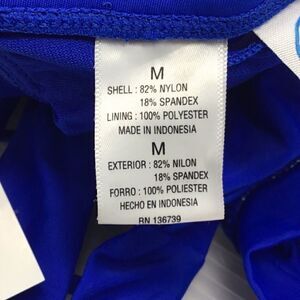 M
SHELL : 82% NYLON
18% SPANDEX
LINING : 100% POLYESTER
MADE IN INDONESIA
M
EXTERIOR : 82% NILON
18% SPANDEX
FORRO : 100% POLIESTER
HECHO EN INDONESIA
RN 136739